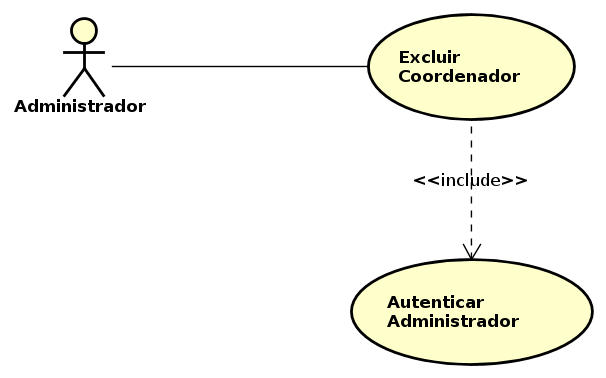 Excluir
Coordenador
Administrador
<<include>>
Autenticar
Administrador